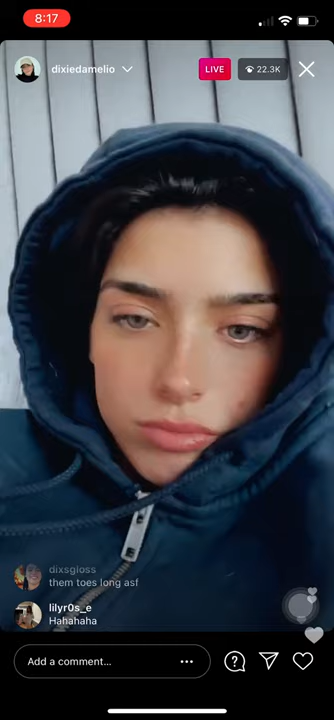 8:17
dixiedamelio
LIVE
22.3K
dixsgloss
them toes long asf
lilyr0s_e
Hahahaha
Add a comment...